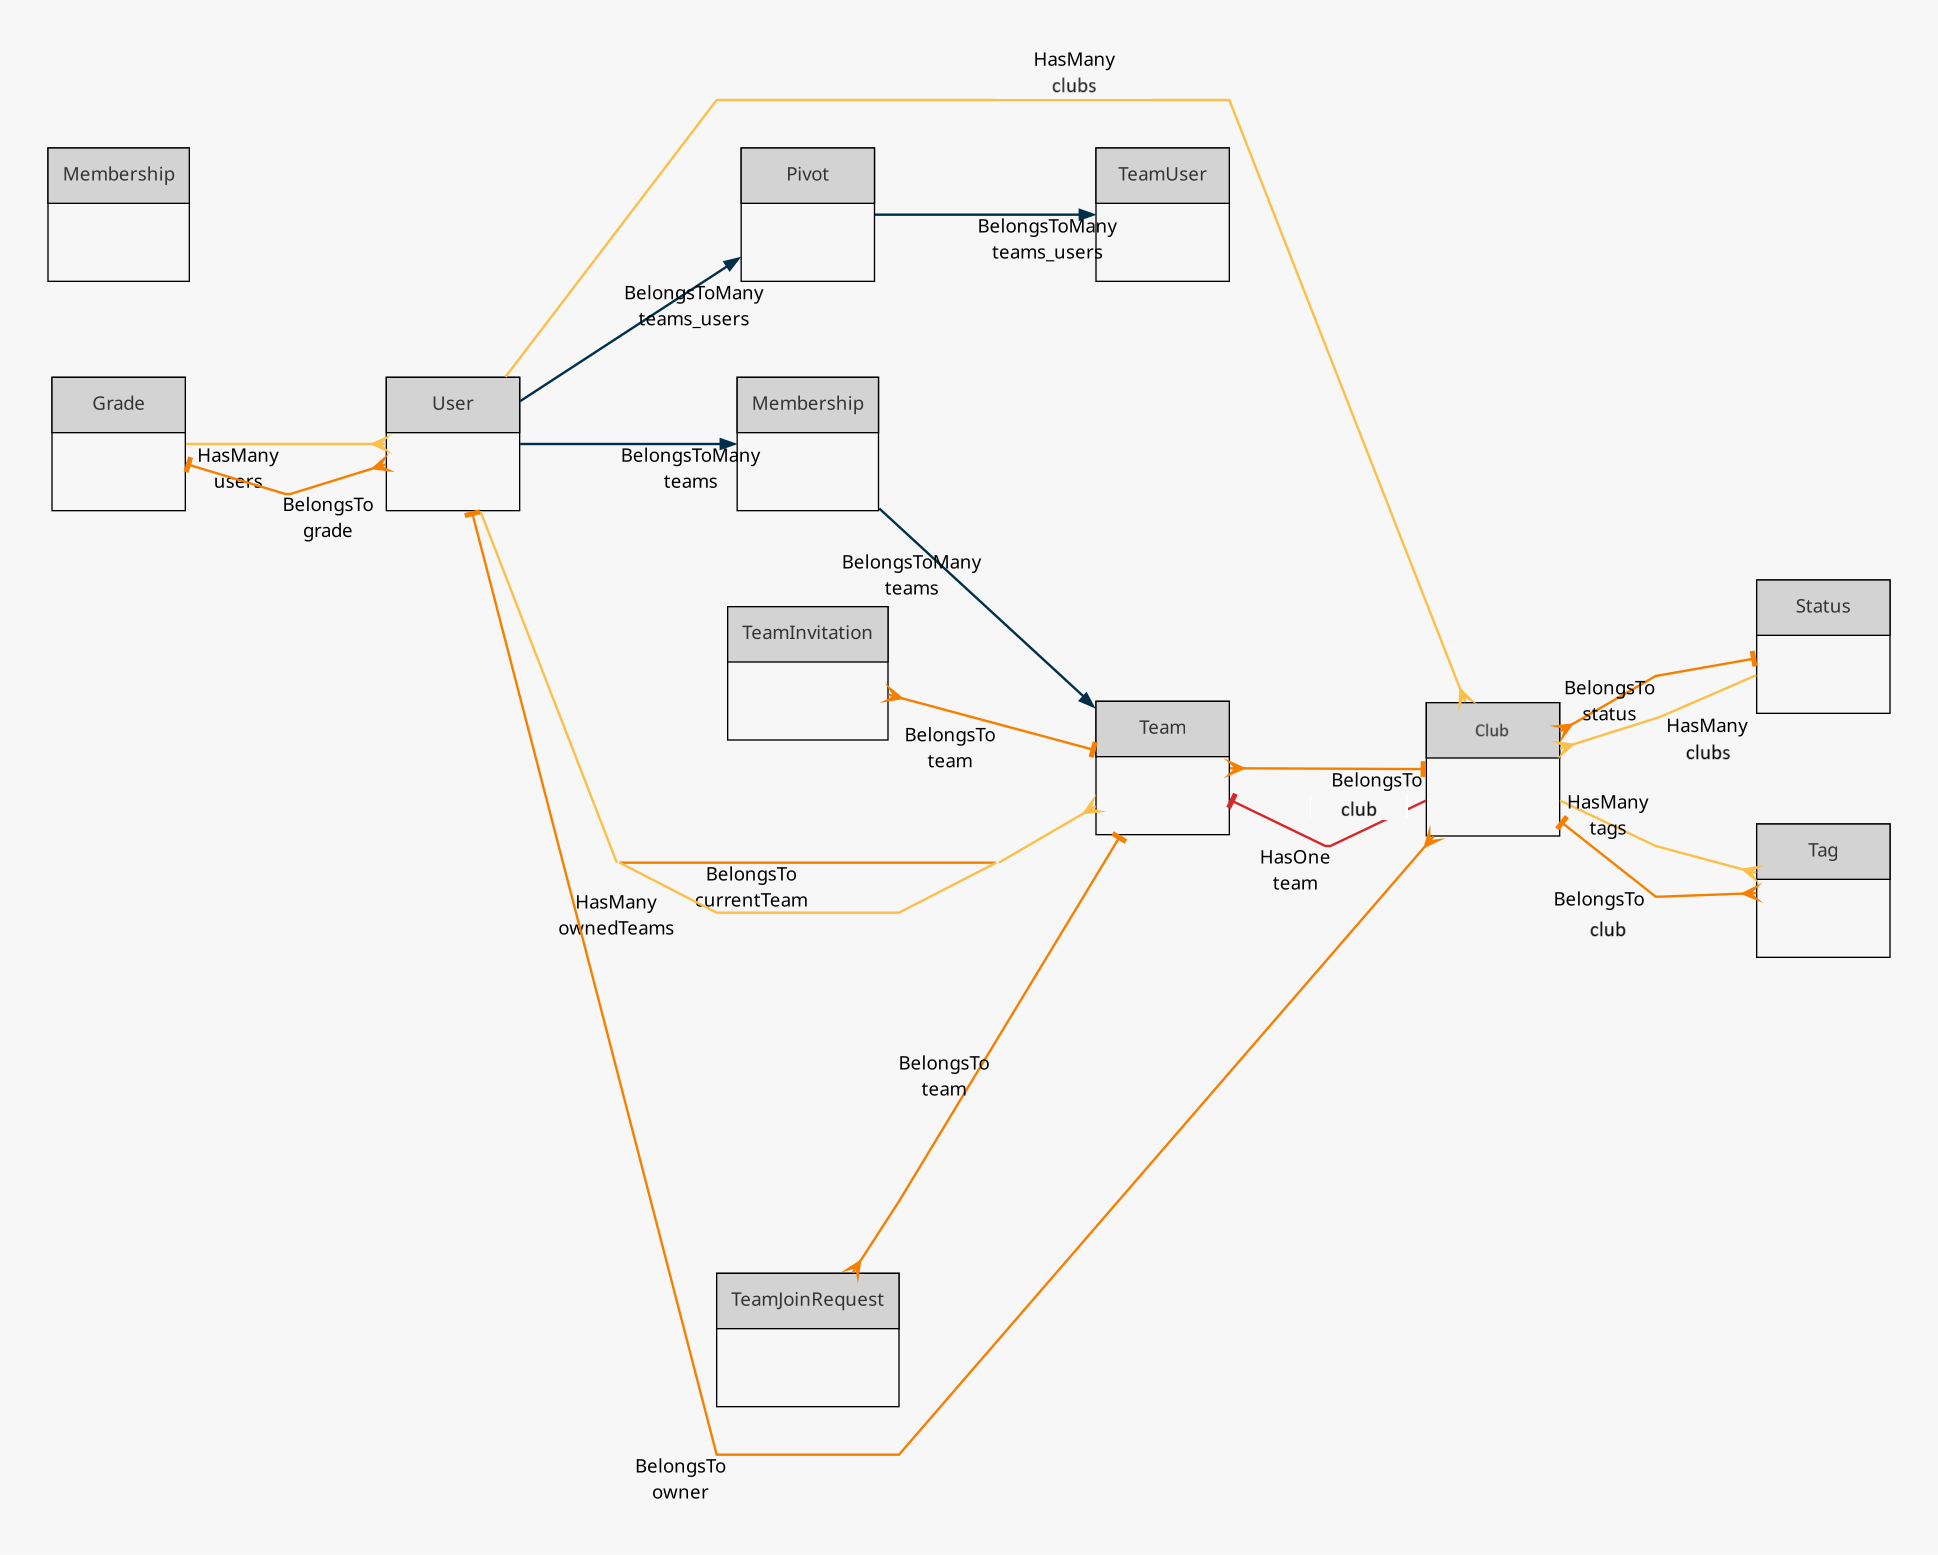 HasMany
clubs
Membership
Pivot
TeamUser
BelongsToMany
teams_users
BelongsToMany
teams_users
Grade
User
Membership
HasMany
users
BelongsToMany
teams
BelongsTo
grade
BelongsToMany
teams
TeamInvitation
Status
BelongsTo
team
Team
Club
BelongsTo
status
HasMany
clubs
BelongsTo
club
HasMany
tags
HasOne
team
Tag
BelongsTo
currentTeam
HasMany
ownedTeams
BelongsTo
club
BelongsTo
team
TeamJoinRequest
BelongsTo
owner